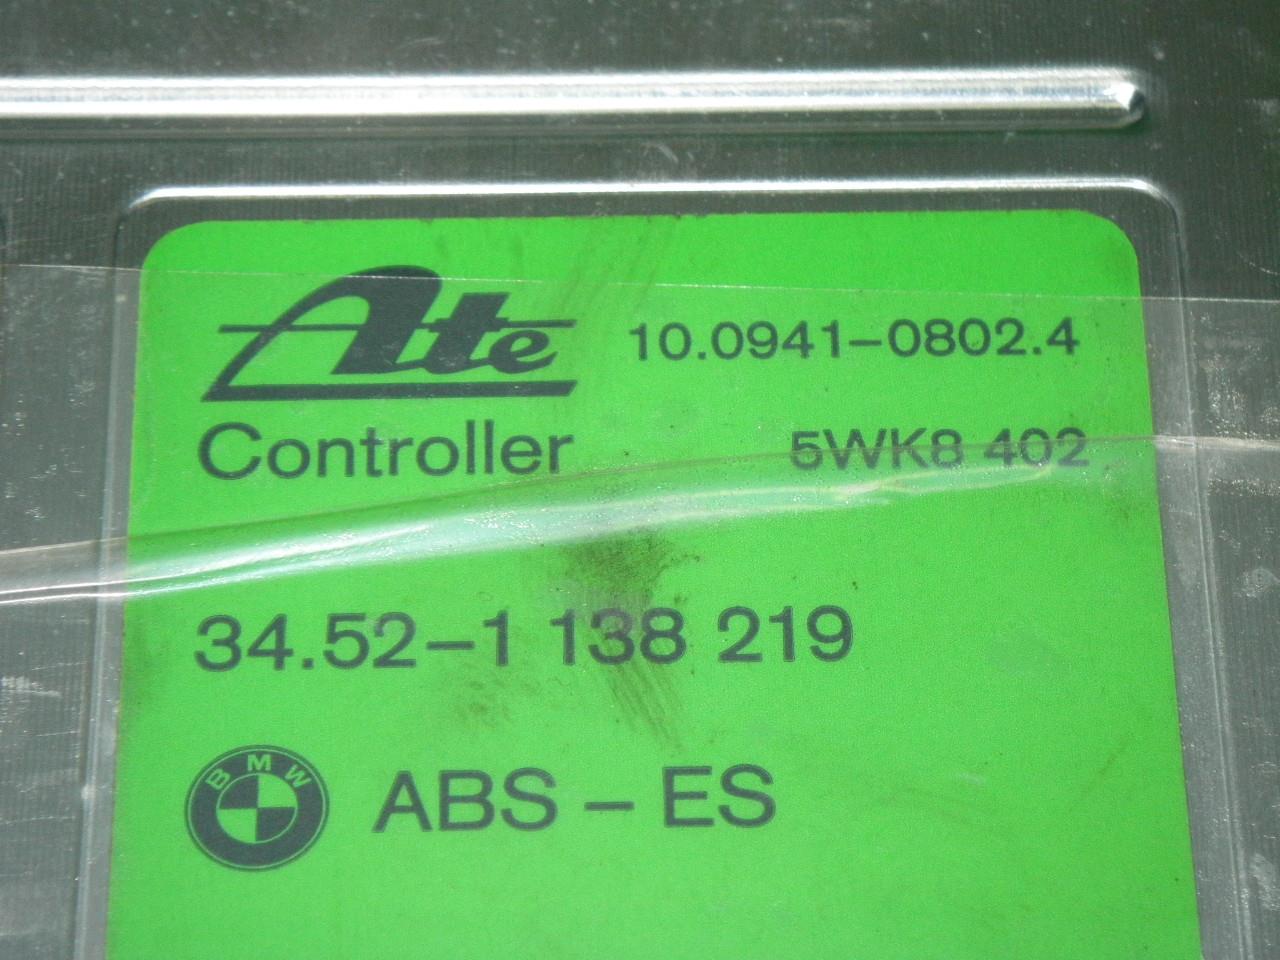 Ate 10.0941-0802.4
Controller 5WK8 402
34.52-1 138 219
BMW ABS - ES